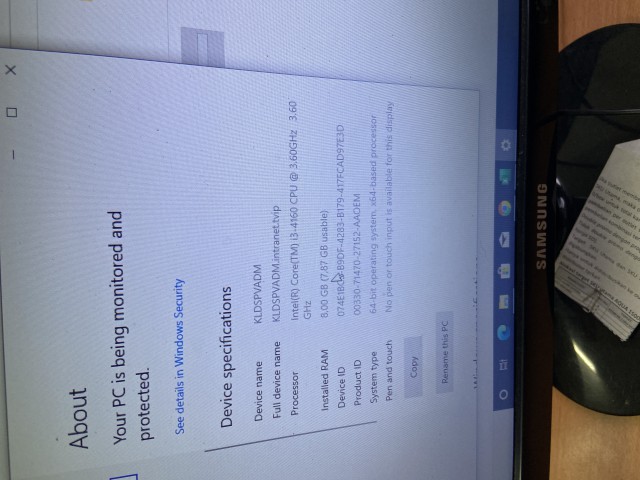 About
Your PC is being monitored and
protected.
See details in Windows Security
Device specifications
Device name KLDSPVADM
Full device name KLDSPVADM.intranet.tvip
Processor Intel(R) Core(TM) i3-4160 CPU @ 3.60GHz 3.60
GHz
Installed RAM 8.00 GB (7.87 GB usable)
Device ID
Product ID 00330-71470-27152-AAOEM
System type 64-bit operating system, x64-based processor
Pen and touch No pen or touch input is available for this display
Copy
Rename this PC
SAMSUNG